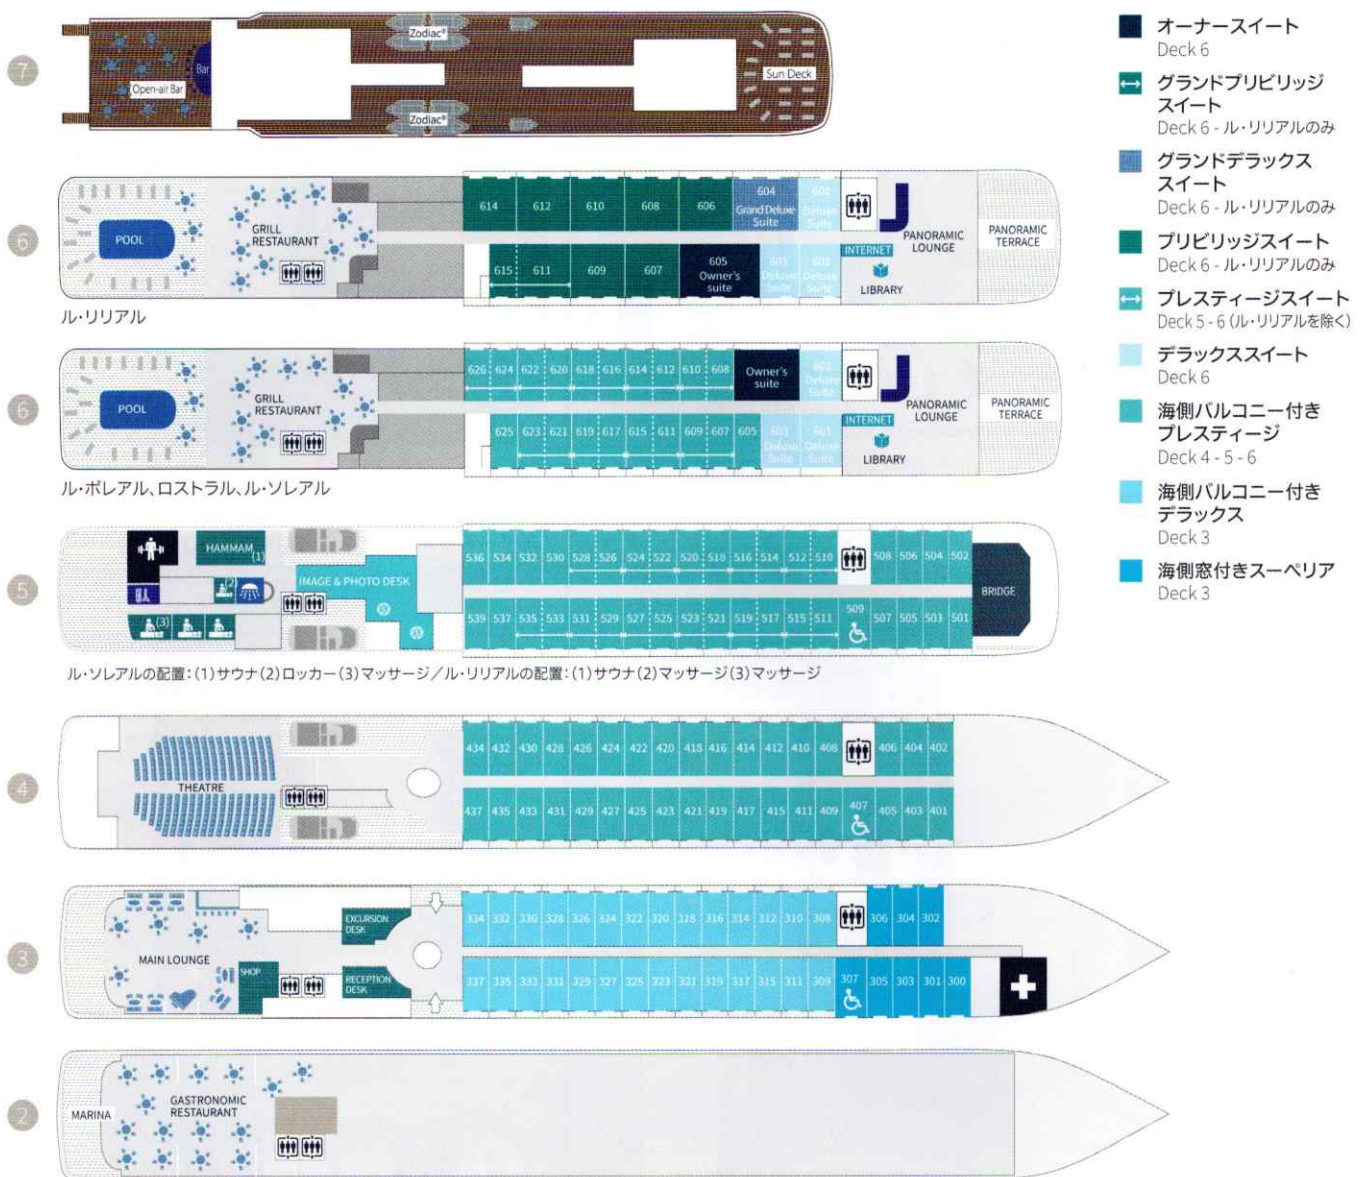 7
Zodiac®
Bar
Open-air Bar
Sun Deck
Zodiac®
6
614 612 610 608 606 604 602
Grand Deluxe Suite
Deluxe Suite
POOL
GRILL RESTAURANT
PANORAMIC LOUNGE
PANORAMIC TERRACE
INTERNET
LIBRARY
615 611 609 607 605 603 601
Owner's suite
Deluxe Suite
Deluxe Suite
ル・リリアル
6
626 624 622 620 618 616 614 612 610 608 Owner's suite 602
Deluxe Suite
POOL
GRILL RESTAURANT
PANORAMIC LOUNGE
PANORAMIC TERRACE
INTERNET
LIBRARY
625 623 621 619 617 615 611 609 607 605 603 601
Deluxe Suite
Deluxe Suite
ル・ボレアル、ロストラル、ル・ソレアル
5
HAMMAM (1)
(2)
(3)
IMAGE & PHOTO DESK
536 534 532 530 528 526 524 522 520 518 516 514 512 510 508 506 504 502
BRIDGE
539 537 535 533 531 529 527 525 523 521 519 517 515 511 509 507 505 503 501
ル・ソレアルの配置：(1)サウナ(2)ロッカー(3)マッサージ／ル・リリアルの配置：(1)サウナ(2)マッサージ(3)マッサージ
4
THEATRE
434 432 430 428 426 424 422 420 418 416 414 412 410 408 406 404 402
437 435 433 431 429 427 425 423 421 419 417 411 409 407 405 403 401
3
EXCURSION DESK
MAIN LOUNGE
SHOP
RECEPTION DESK
334 332 330 328 326 324 322 320 318 316 314 312 310 308 306 304 302
337 335 333 331 329 327 325 323 321 319 317 315 311 309 307 305 303 301 300
2
MARINA
GASTRONOMIC RESTAURANT
オーナースイート
Deck 6
グランドプリビリッジ
スイート
Deck 6 - ル・リリアルのみ
グランドデラックス
スイート
Deck 6 - ル・リリアルのみ
プリビリッジスイート
Deck 6 - ル・リリアルのみ
プレスティージスイート
Deck 5 - 6 (ル・リリアルを除く)
デラックススイート
Deck 6
海側バルコニー付き
プレスティージ
Deck 4 - 5 - 6
海側バルコニー付き
デラックス
Deck 3
海側窓付きスーペリア
Deck 3